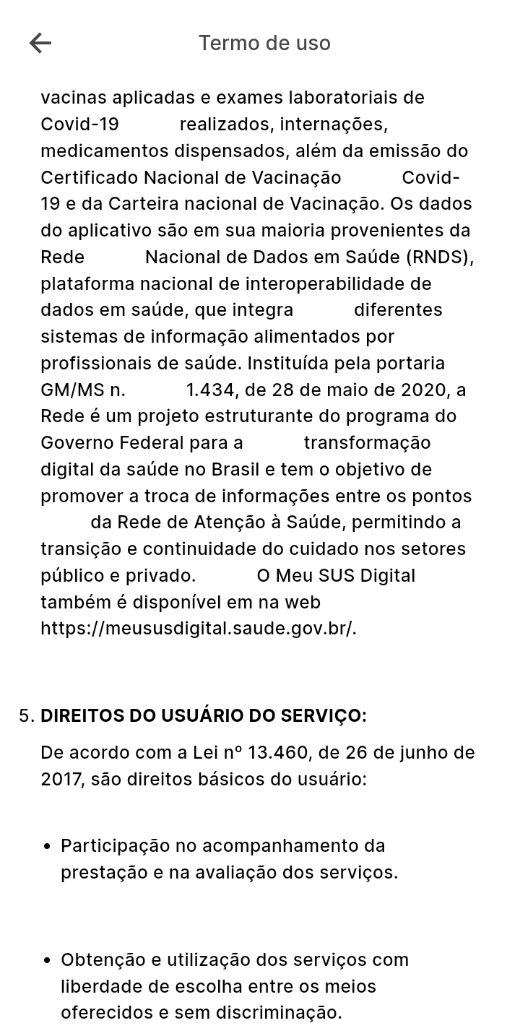 Termo de uso
vacinas aplicadas e exames laboratoriais de
Covid-19 realizados, internações,
medicamentos dispensados, além da emissão do
Certificado Nacional de Vacinação Covid-
19 e da Carteira nacional de Vacinação. Os dados
do aplicativo são em sua maioria provenientes da
Rede Nacional de Dados em Saúde (RNDS),
plataforma nacional de interoperabilidade de
dados em saúde, que integra diferentes
sistemas de informação alimentados por
profissionais de saúde. Instituída pela portaria
GM/MS n. 1.434, de 28 de maio de 2020, a
Rede é um projeto estruturante do programa do
Governo Federal para a transformação
digital da saúde no Brasil e tem o objetivo de
promover a troca de informações entre os pontos
da Rede de Atenção à Saúde, permitindo a
transição e continuidade do cuidado nos setores
público e privado. O Meu SUS Digital
também é disponível em na web
https://meususdigital.saude.gov.br/.
5. DIREITOS DO USUÁRIO DO SERVIÇO:
De acordo com a Lei nº 13.460, de 26 de junho de
2017, são direitos básicos do usuário:
• Participação no acompanhamento da
prestação e na avaliação dos serviços.
• Obtenção e utilização dos serviços com
liberdade de escolha entre os meios
oferecidos e sem discriminação.